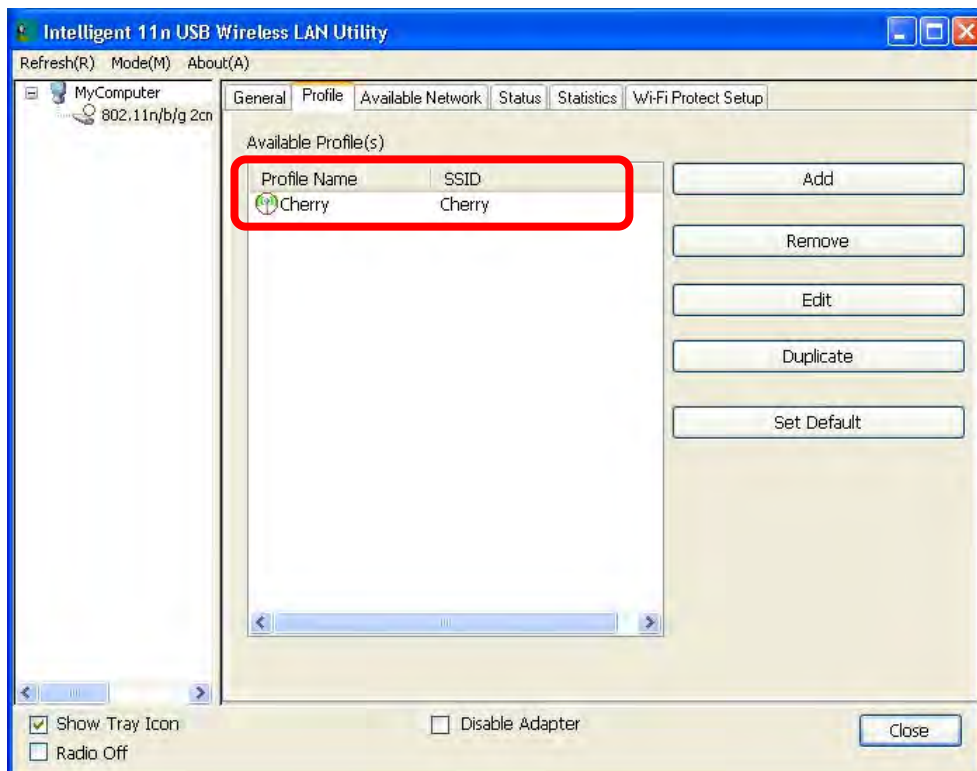 Intelligent 11n USB Wireless LAN Utility
Refresh(R) Mode(M) About(A)
MyComputer
802.11n/b/g 2cn
General Profile Available Network Status Statistics Wi-Fi Protect Setup
Available Profile(s)
Profile Name SSID
Cherry Cherry
Add
Remove
Edit
Duplicate
Set Default
Show Tray Icon
Radio Off
Disable Adapter
Close